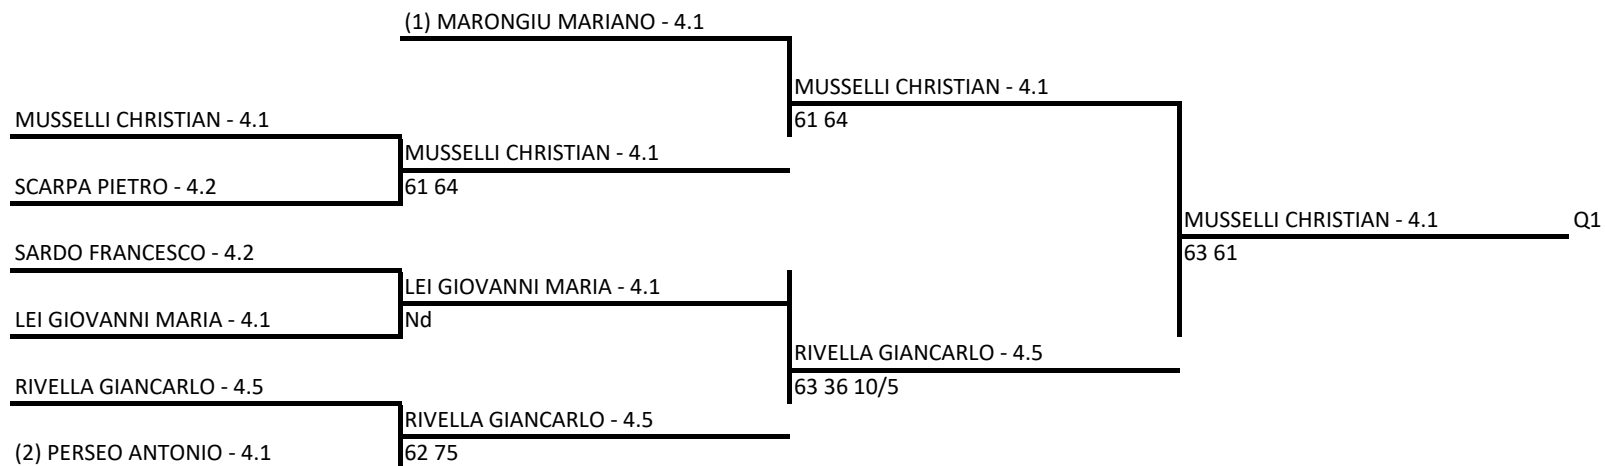 (1) MARONGIU MARIANO - 4.1
MUSSELLI CHRISTIAN - 4.1
MUSSELLI CHRISTIAN - 4.1
61 64
MUSSELLI CHRISTIAN - 4.1
SCARPA PIETRO - 4.2
61 64
MUSSELLI CHRISTIAN - 4.1
Q1
SARDO FRANCESCO - 4.2
63 61
LEI GIOVANNI MARIA - 4.1
LEI GIOVANNI MARIA - 4.1
Nd
RIVELLA GIANCARLO - 4.5
RIVELLA GIANCARLO - 4.5
63 36 10/5
RIVELLA GIANCARLO - 4.5
(2) PERSEO ANTONIO - 4.1
62 75